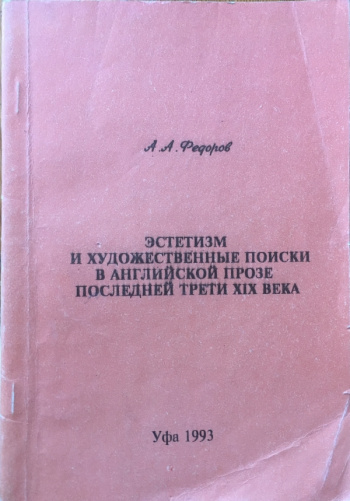 А.А.Федоров
ЭСТЕТИЗМ
И ХУДОЖЕСТВЕННЫЕ ПОИСКИ
В АНГЛИЙСКОЙ ПРОЗЕ
ПОСЛЕДНЕЙ ТРЕТИ XIX ВЕКА
Уфа 1993